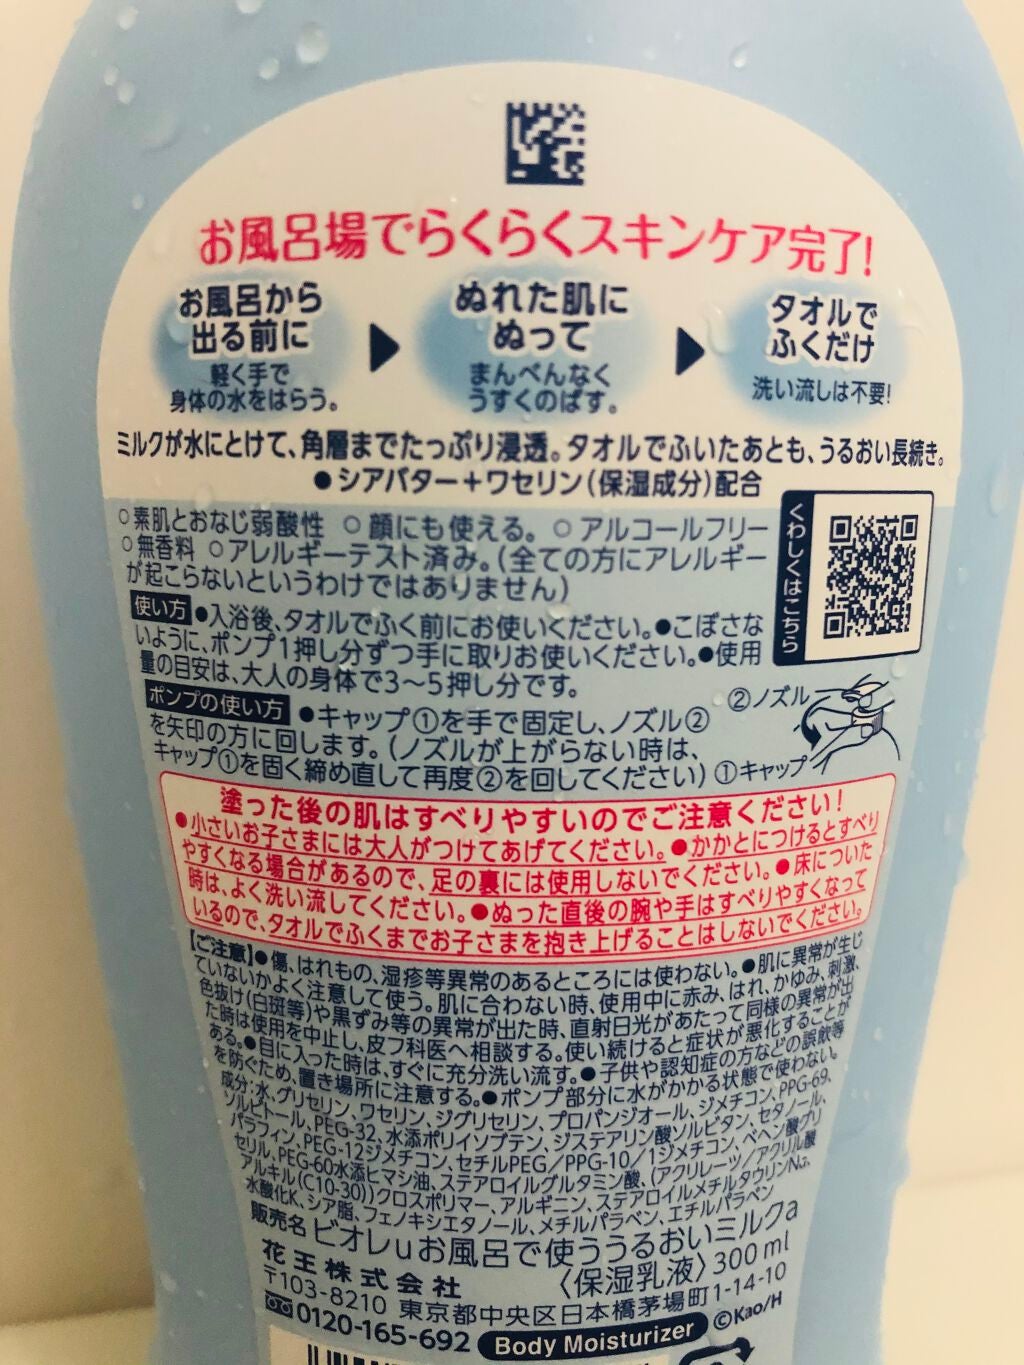 お風呂場でらくらくスキンケア完了!
お風呂から
出る前に
軽く手で
身体の水をはらう。
ぬれた肌に
ぬって
まんべんなく
うすくのばす。
タオルで
ふくだけ
洗い流しは不要!
ミルクが水にとけて、角層までたっぷり浸透。タオルでふいたあとも、うるおい長続き。
●シアバター+ワセリン(保湿成分)配合
○素肌とおなじ弱酸性 ○顔にも使える。 ○アルコールフリー
○無香料 ○アレルギーテスト済み。(全ての方にアレルギー
が起こらないというわけではありません)
くわしくはこちら
使い方 ●入浴後、タオルでふく前にお使いください。●こぼさな
いように、ポンプ1押し分ずつ手に取りお使いください。●使用
量の目安は、大人の身体で3〜5押し分です。
ポンプの使い方 ●キャップ①を手で固定し、ノズル②
を矢印の方に回します。(ノズルが上がらない時は、
キャップ①を固く締め直して再度②を回してください)
②ノズル
①キャップ
塗った後の肌はすべりやすいのでご注意ください!
●小さいお子さまには大人がつけてあげてください。●かかとにつけるとすべり
やすくなる場合があるので、足の裏には使用しないでください。●床についた
時は、よく洗い流してください。●ぬった直後の腕や手はすべりやすくなって
いるので、タオルでふくまでお子さまを抱き上げることはしないでください。
【ご注意】●傷、はれもの、湿疹等異常のあるところには使わない。●肌に異常が生じ
ていないかよく注意して使う。肌に合わない時、使用中に赤み、はれ、かゆみ、刺激、
色抜け(白斑等)や黒ずみ等の異常が出た時、直射日光があたって同様の異常が出
た時は使用を中止し、皮フ科医へ相談する。使い続けると症状が悪化することが
ある。●目に入った時は、すぐに充分洗い流す。●子供や認知症の方などの誤飲等
を防ぐため、置き場所に注意する。●ポンプ部分に水がかかる状態で使わない。
成分:水、グリセリン、ワセリン、ジグリセリン、プロパンジオール、ジメチコン、PPG-69、
ソルビトール、PEG-32、水添ポリイソブテン、ジステアリン酸ソルビタン、セタノール、
パラフィン、PEG-12ジメチコン、セチルPEG/PPG-10/1ジメチコン、ベヘン酸グリ
セリル、PEG-60水添ヒマシ油、ステアロイルグルタミン酸、(アクリレーツ/アクリル酸
アルキル(C10-30))クロスポリマー、アルギニン、ステアロイルメチルタウリンNa、
水酸化K、シア脂、フェノキシエタノール、メチルパラベン、エチルパラベン
販売名 ビオレuお風呂で使ううるおいミルクa
花王株式会社 〈保湿乳液〉300ml
〒103-8210 東京都中央区日本橋茅場町1-14-10
0120-165-692 Body Moisturizer ©Kao/H